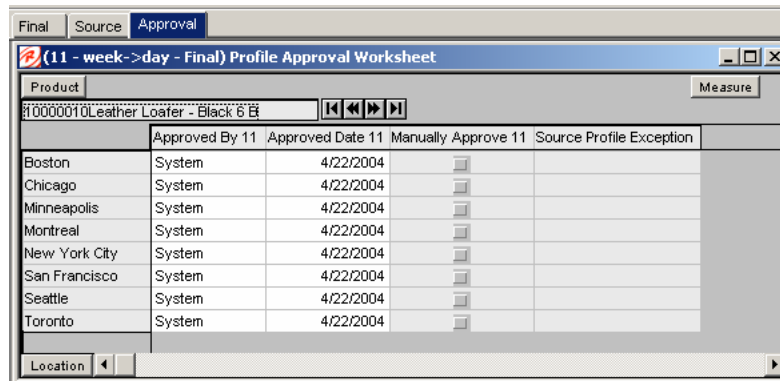 Final Source Approval
(11 - week->day - Final) Profile Approval Worksheet
Product Measure
10000010Leather Loafer - Black 6 B
Approved By 11 Approved Date 11 Manually Approve 11 Source Profile Exception
Boston System 4/22/2004
Chicago System 4/22/2004
Minneapolis System 4/22/2004
Montreal System 4/22/2004
New York City System 4/22/2004
San Francisco System 4/22/2004
Seattle System 4/22/2004
Toronto System 4/22/2004
Location